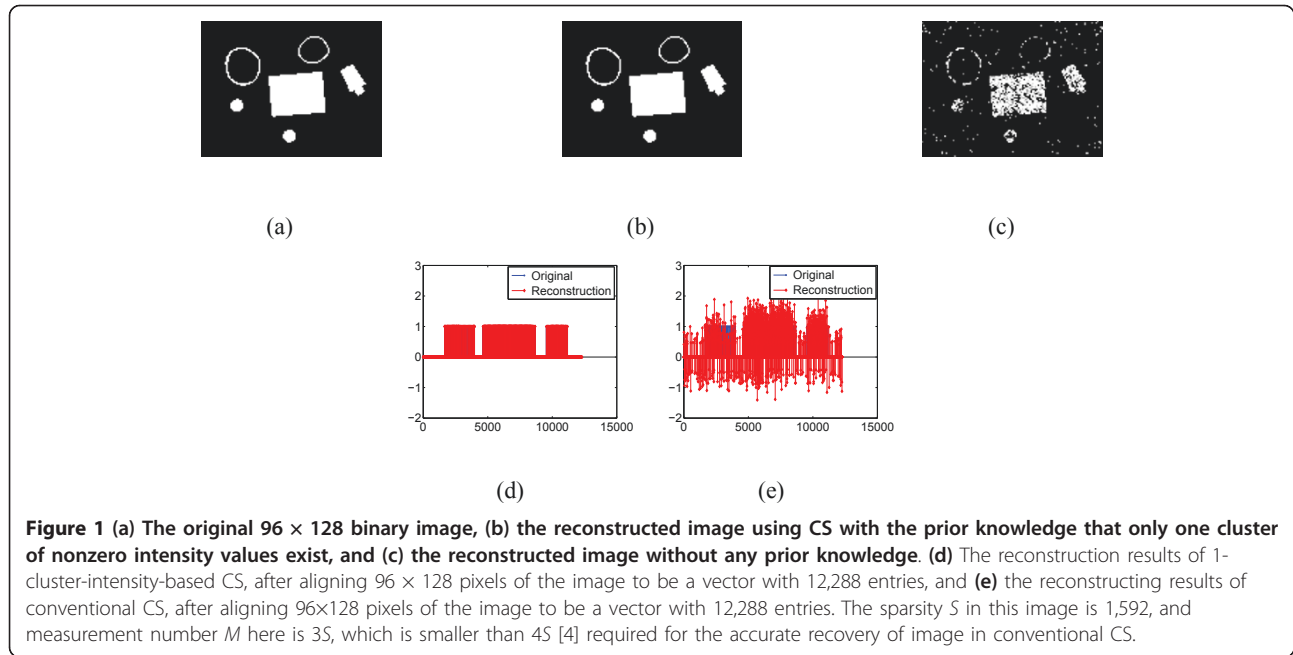 (a)
(b)
(c)
3
2
1
0
−1
−2
0
5000
10000
15000
Original
Reconstruction
3
2
1
0
−1
−2
0
5000
10000
15000
Original
Reconstruction
(d)
(e)
Figure 1 (a) The original 96 × 128 binary image, (b) the reconstructed image using CS with the prior knowledge that only one cluster
of nonzero intensity values exist, and (c) the reconstructed image without any prior knowledge. (d) The reconstruction results of 1-
cluster-intensity-based CS, after aligning 96 × 128 pixels of the image to be a vector with 12,288 entries, and (e) the reconstructing results of
conventional CS, after aligning 96×128 pixels of the image to be a vector with 12,288 entries. The sparsity S in this image is 1,592, and
measurement number M here is 3S, which is smaller than 4S [4] required for the accurate recovery of image in conventional CS.